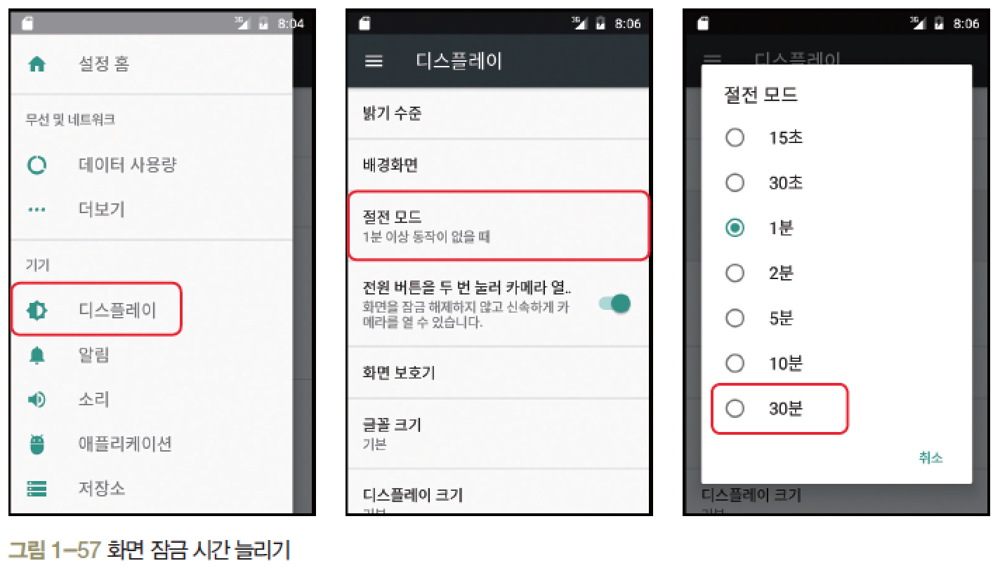 3G 8:04
설정 홈
무선 및 네트워크
데이터 사용량
더보기
기기
디스플레이
알림
소리
애플리케이션
저장소
3G 8:06
디스플레이
밝기 수준
배경화면
절전 모드
1분 이상 동작이 없을 때
전원 버튼을 두 번 눌러 카메라 열..
화면을 잠금 해제하지 않고 신속하게 카
메라를 열 수 있습니다.
화면 보호기
글꼴 크기
기본
디스플레이 크기
기본
3G 8:06
디스플레이
절전 모드
15초
30초
1분
2분
5분
10분
30분
취소
디스플레이 크기
기본
그림 1-57 화면 잠금 시간 늘리기